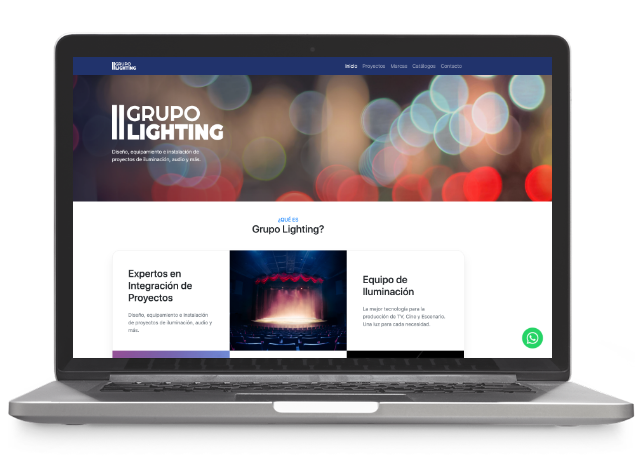 GRUPO
LIGHTING
Inicio Proyectos Marcas Catálogos Contacto
GRUPO
LIGHTING
Diseño, equipamiento e instalación de
proyectos de iluminación, audio y más.
¿QUÉ ES
Grupo Lighting?
Expertos en
Integración de
Proyectos
Diseño, equipamiento e instalación
de proyectos de iluminación, audio y
más.
Equipo de
Iluminación
La mejor tecnología para la
producción de TV, Cine y Escenario.
Una luz para cada necesidad.